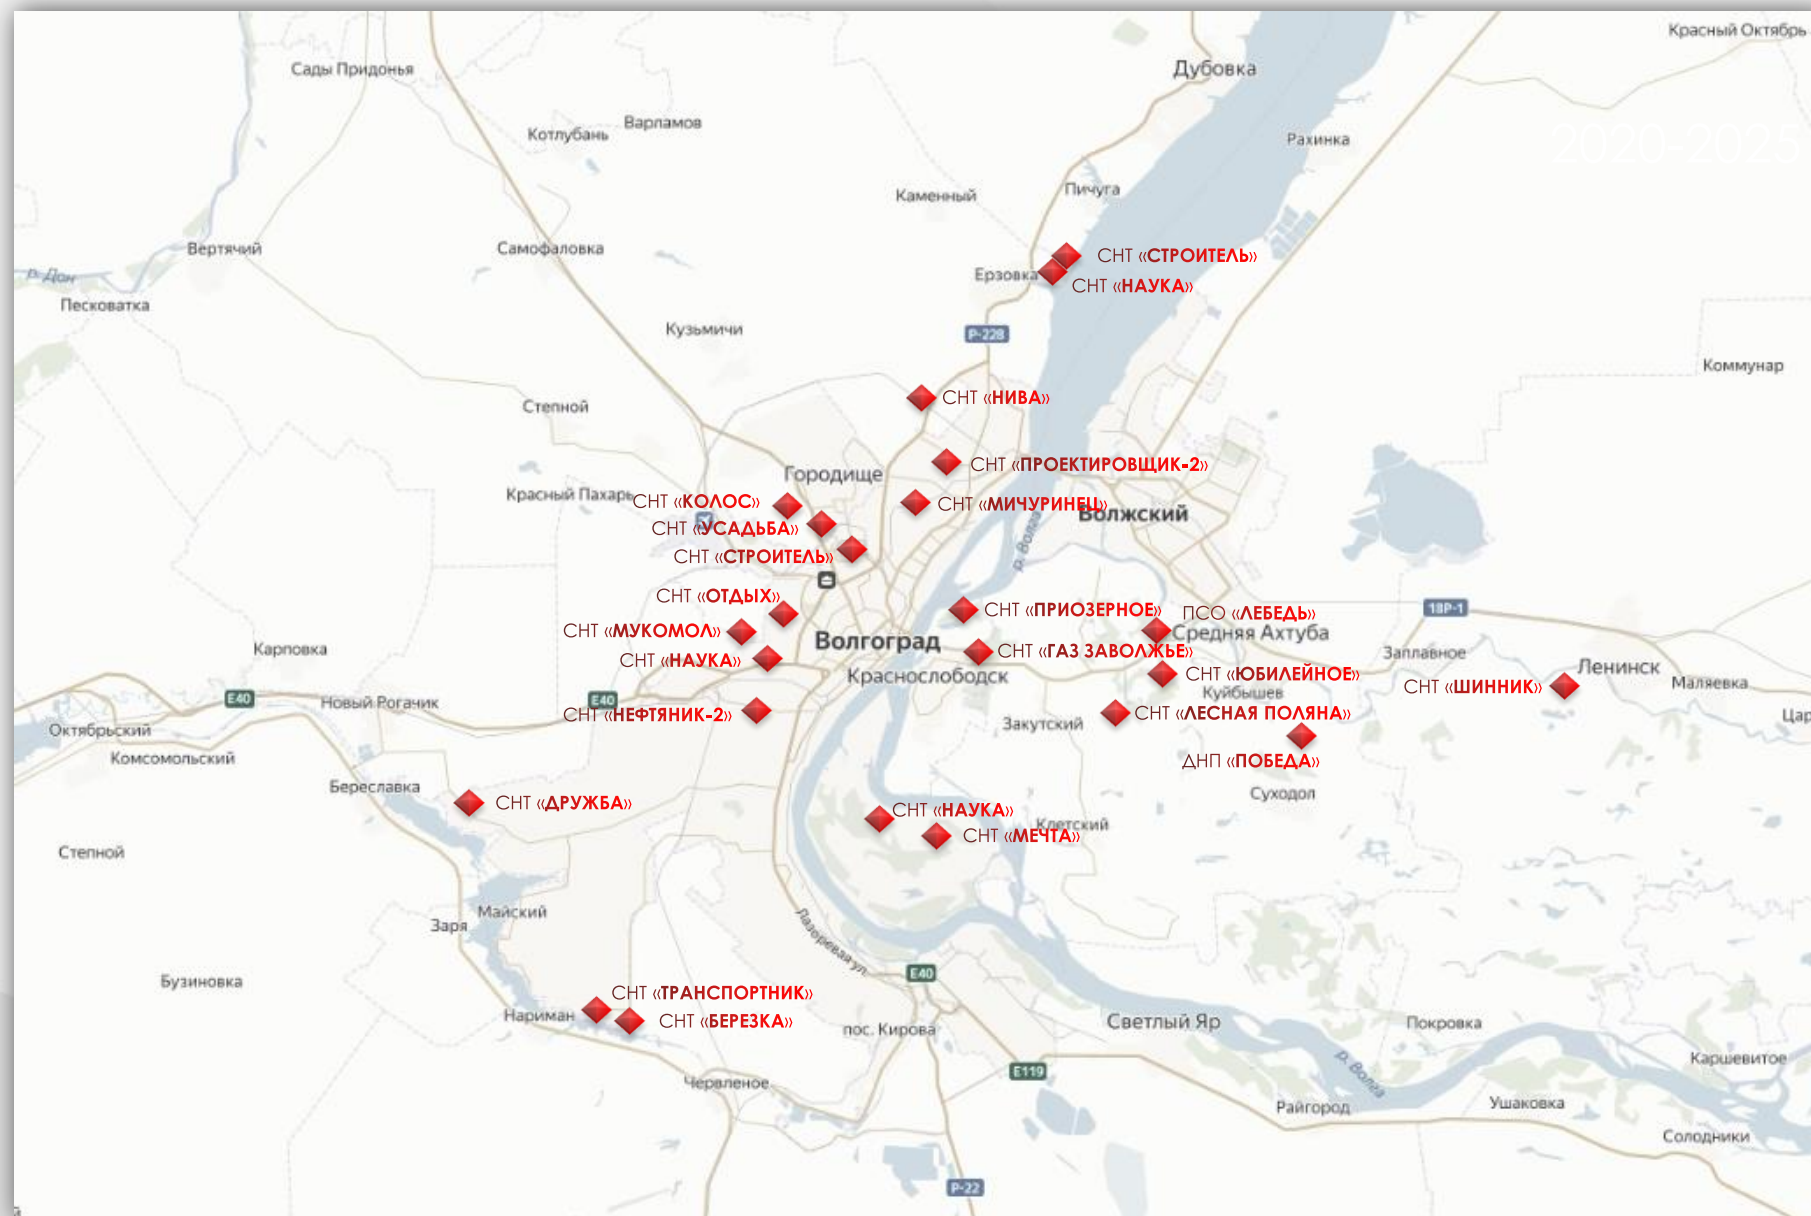 Красный Октябрь
Сады Придонья
Дубовка
Котлубань
Варламов
2020-2025
Рахинка
Каменный
Пичуга
Вертячий
Самофаловка
СНТ «СТРОИТЕЛЬ»
р. Дон
Ерзовка
СНТ «НАУКА»
Песковатка
Кузьмичи
Р-228
Коммунар
Степной
СНТ «НИВА»
Городище
СНТ «ПРОЕКТИРОВЩИК-2»
Красный Пахарь
СНТ «КОЛОС»
СНТ «МИЧУРИНЕЦ»
Волжский
СНТ «УСАДЬБА»
р. Волга
СНТ «СТРОИТЕЛЬ»
СНТ «ОТДЫХ»
СНТ «ПРИОЗЕРНОЕ»
ПСО «ЛЕБЕДЬ»
18Р-1
СНТ «МУКОМОЛ»
Волгоград
Средняя Ахтуба
Карповка
СНТ «НАУКА»
СНТ «ГАЗ ЗАВОЛЖЬЕ»
Заплавное
Ленинск
Краснослободск
СНТ «ЮБИЛЕЙНОЕ»
СНТ «ШИННИК»
Маляевка
E40
Новый Рогачик
E40
Куйбышев
СНТ «НЕФТЯНИК-2»
Закутский
СНТ «ЛЕСНАЯ ПОЛЯНА»
Цар
Октябрьский
Комсомольский
ДНП «ПОБЕДА»
Береславка
СНТ «ДРУЖБА»
Суходол
СНТ «НАУКА»
Клетский
СНТ «МЕЧТА»
Степной
Майский
Заря
Лазоревая ул.
Бузиновка
E40
СНТ «ТРАНСПОРТНИК»
Нариман
СНТ «БЕРЕЗКА»
пос. Кирова
Светлый Яр
Покровка
р. Волга
Каршевитое
E119
Червленое
Райгород
Ушаковка
Солодники
Р-22
й